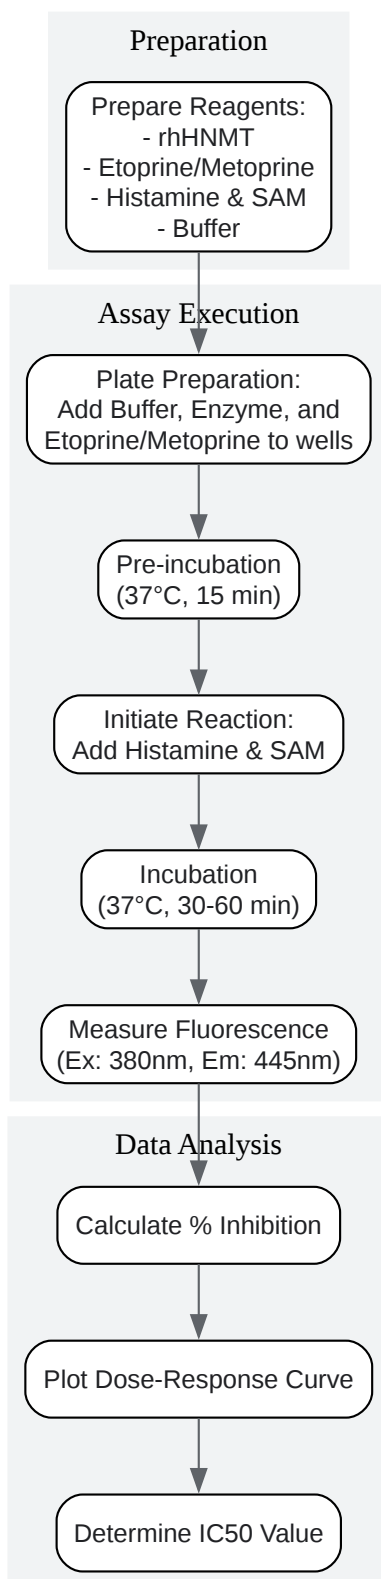 Preparation
Prepare Reagents:
- rhHNMT
- Etoprine/Metoprine
- Histamine & SAM
- Buffer
Assay Execution
Plate Preparation:
Add Buffer, Enzyme, and
Etoprine/Metoprine to wells
Pre-incubation
(37°C, 15 min)
Initiate Reaction:
Add Histamine & SAM
Incubation
(37°C, 30-60 min)
Measure Fluorescence
(Ex: 380nm, Em: 445nm)
Data Analysis
Calculate % Inhibition
Plot Dose-Response Curve
Determine IC50 Value